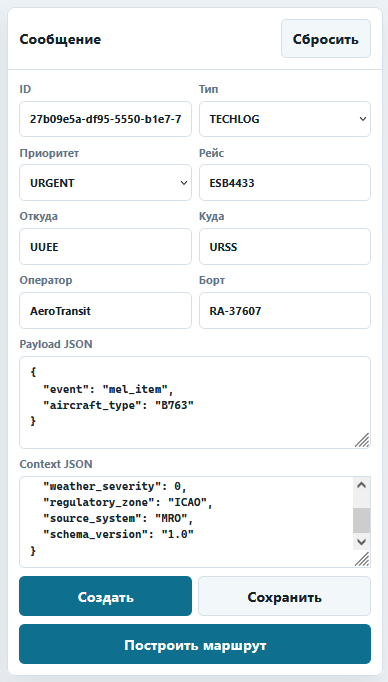 Сообщение
Сбросить
ID
Тип
27b09e5a-df95-5550-b1e7-7
TECHLOG
Приоритет
Рейс
URGENT
ESB4433
Откуда
Куда
UUEE
URSS
Оператор
Борт
AeroTransit
RA-37607
Payload JSON
{
"event": "mel_item",
"aircraft_type": "B763"
}
Context JSON
"weather_severity": 0,
"regulatory_zone": "ICAO",
"source_system": "MRO",
"schema_version": "1.0"
}
Создать
Сохранить
Построить маршрут